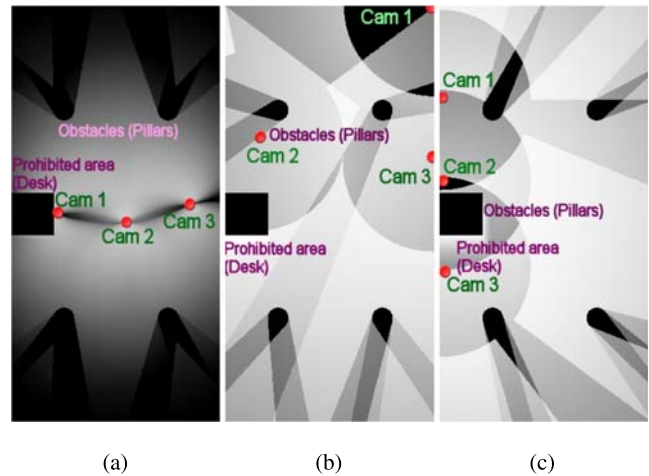 Obstacles (Pillars)
Prohibited area
(Desk)
Cam 1
Cam 2
Cam 3
(a)
Cam 1
Obstacles (Pillars)
Cam 2
Cam 3
Prohibited area
(Desk)
(b)
Cam 1
Cam 2
Obstacles (Pillars)
Prohibited area
(Desk)
Cam 3
(c)